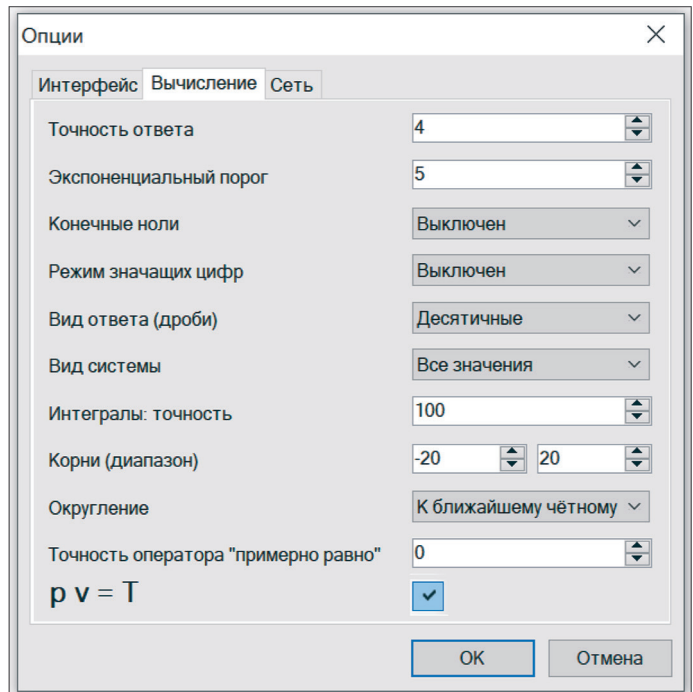 Опции
Интерфейс Вычисление Сеть
Точность ответа 4
Экспоненциальный порог 5
Конечные ноли Выключен
Режим значащих цифр Выключен
Вид ответа (дроби) Десятичные
Вид системы Все значения
Интегралы: точность 100
Корни (диапазон) -20 20
Округление К ближайшему чётному
Точность оператора "примерно равно" 0
p v = T
OK Отмена